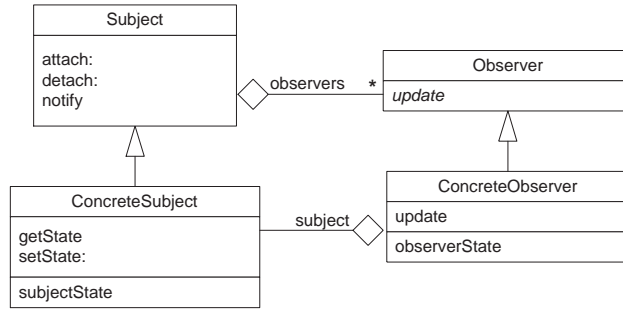 Subject
attach:
detach:
notify
observers
*
Observer
update
ConcreteSubject
getState
setState:
subjectState
subject
ConcreteObserver
update
observerState